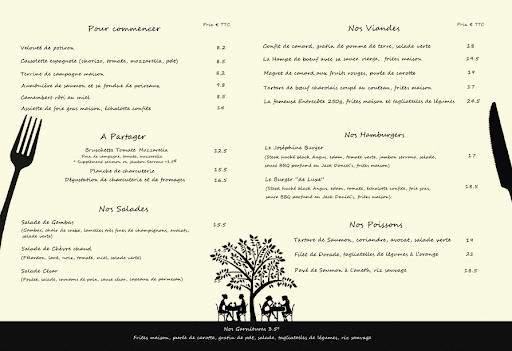 Pour commencer
Prix € TTC
Velouté de potiron 8.2
Cassolette espagnole (chorizo, tomate, mozzarella, pdt) 8.5
Terrine de campagne maison 8.2
Aumônière de saumon et sa fondue de poireaux 9.8
Camembert rôti au miel 8.5
Assiette de foie gras maison, échalotte confite 14
A Partager
Bruschetta Tomate Mozzarella 12.5
Pain de campagne, tomate, mozzarella
* Supplément saumon ou jambon Serrano
Planche de charcuterie 15.5
Dégustation de charcuterie et de fromages 16.5
Nos Salades
Salade de Gambas 15.5
(Gambas, chair de crabe, lamelles très fines de champignons, avocats,
salade verte)
Salade de Chèvre chaud
(Pélardon, lard, noix, tomate, miel, salade verte)
Salade César
(Poulet, salade, croutons de pain, sauce césar, copeaux de parmesan)
Nos Viandes
Prix € TTC
Confit de canard, gratin de pomme de terre, salade verte 18
La Hampe de boeuf avec sa sauce vierge, frites maison 19.5
Magret de canard aux fruits rouges, purée de carotte 19
Tartare de boeuf charolais coupé au couteau, frites maison 17
La fameuse Entrecôte 250g, frites maison et tagliatelles de légumes 24.5
Nos Hamburgers
Le Joséphine Burger 17
(Steak haché black Angus, edam, tomate verte, jambon serrano, salade,
sauce BBQ parfumé au Jack Daniel's, frites maison)
Le Burger "de Luxe" 18.5
(Steak haché black Angus, edam, tomate, échalotte confite, foie gras,
sauce BBQ parfumé au Jack Daniel's, frites maison)
Nos Poissons
Tartare de Saumon, coriandre, avocat, salade verte 19
Filet de Dorade, tagliatelles de légumes à l'orange 21
Pavé de Saumon à l'aneth, riz sauvage 18.5
Nos Garnitures 3.5€
Frites maison, purée de carotte, gratin de pdt, salade, tagliatelles de légumes, riz sauvage